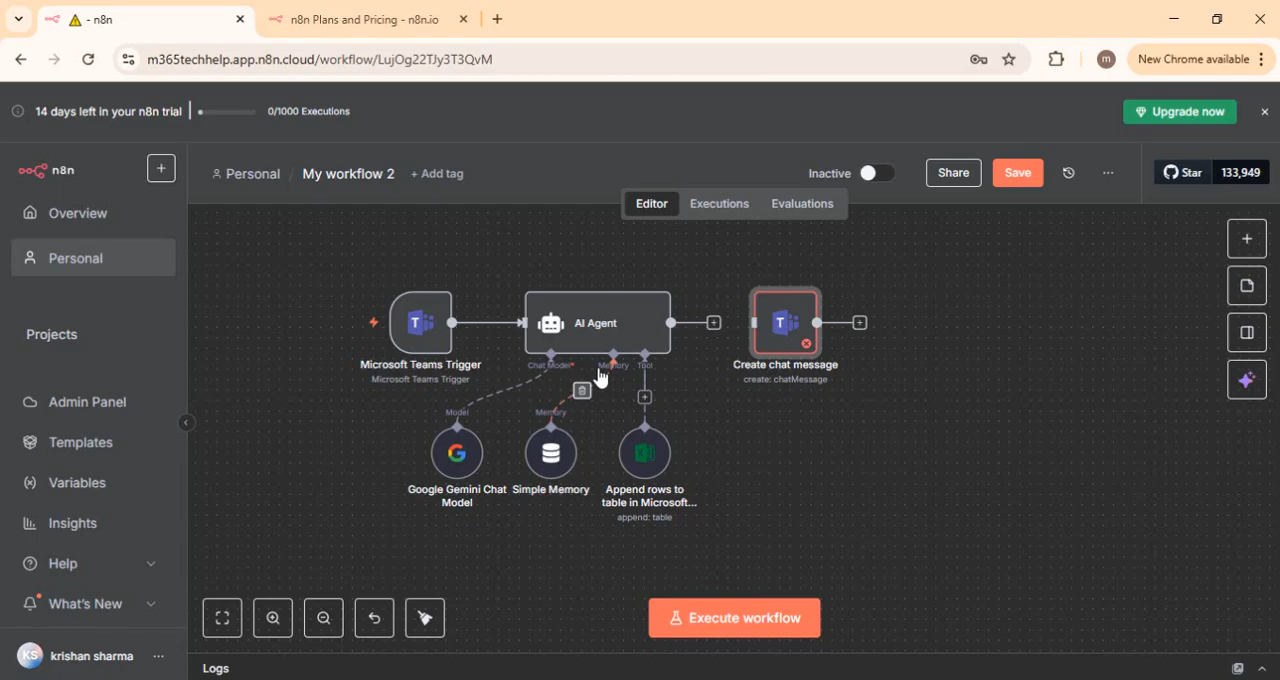 - n8n
n8n Plans and Pricing - n8n.io
m365techhelp.app.n8n.cloud/workflow/LujOg22TJy3T3QvM
m
New Chrome available
14 days left in your n8n trial
0/1000 Executions
Upgrade now
n8n
Personal / My workflow 2 + Add tag
Inactive
Share
Save
Star 133,949
Editor
Executions
Evaluations
Overview
Personal
Projects
Admin Panel
Templates
Variables
Insights
Help
What's New
KS krishan sharma
Microsoft Teams Trigger
Microsoft Teams Trigger
AI Agent
Chat Model*
Memory
Tool
Create chat message
create: chatMessage
Model
Memory
Google Gemini Chat
Model
Simple Memory
Append rows to
table in Microsoft...
append: table
Execute workflow
Logs